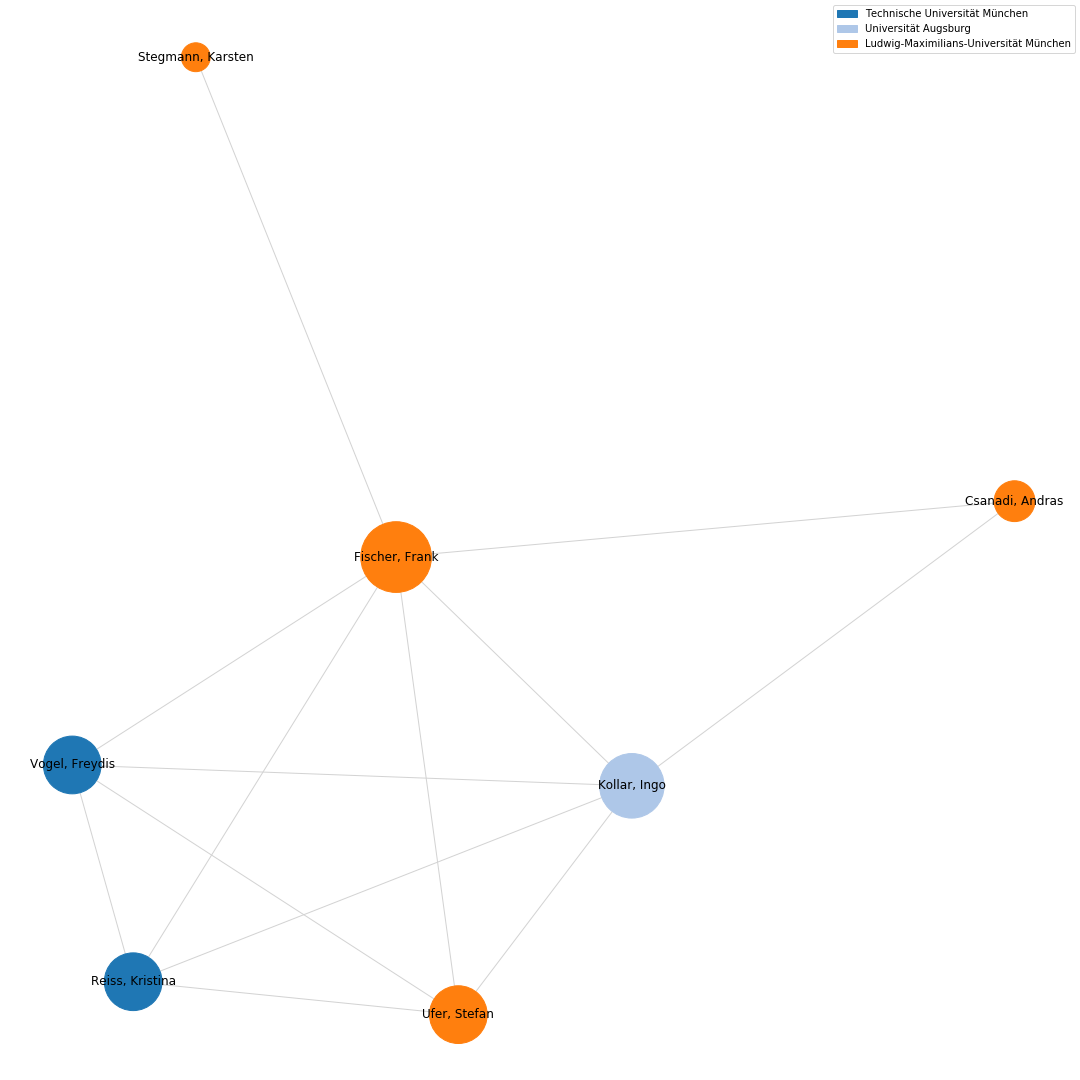 Technische Universität München
Universität Augsburg
Ludwig-Maximilians-Universität München
Stegmann, Karsten
Csanadi, Andras
Fischer, Frank
Vogel, Freydis
Kollar, Ingo
Reiss, Kristina
Ufer, Stefan